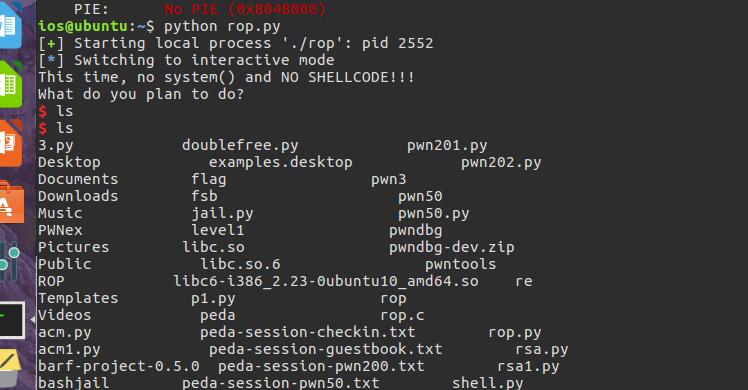 PIE: No PIE (0x8048000)
ios@ubuntu:~$ python rop.py
[+] Starting local process './rop': pid 2552
[*] Switching to interactive mode
This time, no system() and NO SHELLCODE!!!
What do you plan to do?
$ ls
$ ls
3.py doublefree.py pwn201.py
Desktop examples.desktop pwn202.py
Documents flag pwn3
Downloads fsb pwn50
Music jail.py pwn50.py
PWNex level1 pwndbg
Pictures libc.so pwndbg-dev.zip
Public libc.so.6 pwntools
ROP libc6-i386_2.23-0ubuntu10_amd64.so re
Templates p1.py rop
Videos peda rop.c
acm.py peda-session-checkin.txt rop.py
acm1.py peda-session-guestbook.txt rsa.py
barf-project-0.5.0 peda-session-pwn200.txt rsa1.py
bashjail peda-session-pwn50.txt shell.py